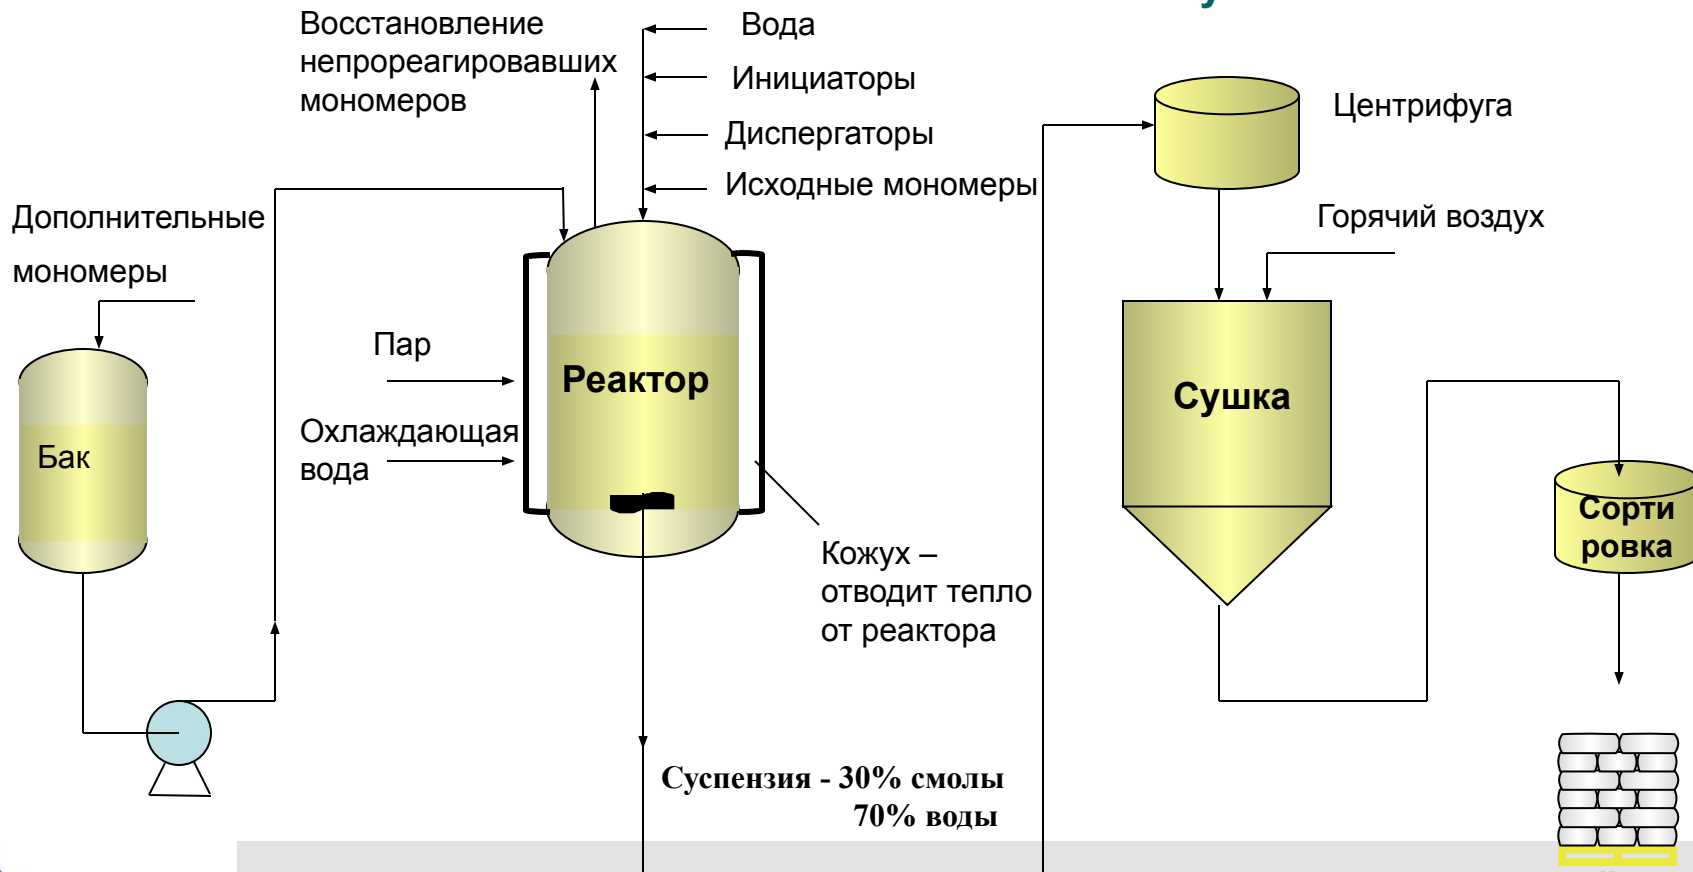 Восстановление
непрореагировавших
мономеров
Вода
Инициаторы
Диспергаторы
Исходные мономеры
Центрифуга
Горячий воздух
Дополнительные
мономеры
Пар
Реактор
Сушка
Охлаждающая
вода
Бак
Сорти
ровка
Кожух –
отводит тепло
от реактора
Суспензия - 30% смолы
70% воды